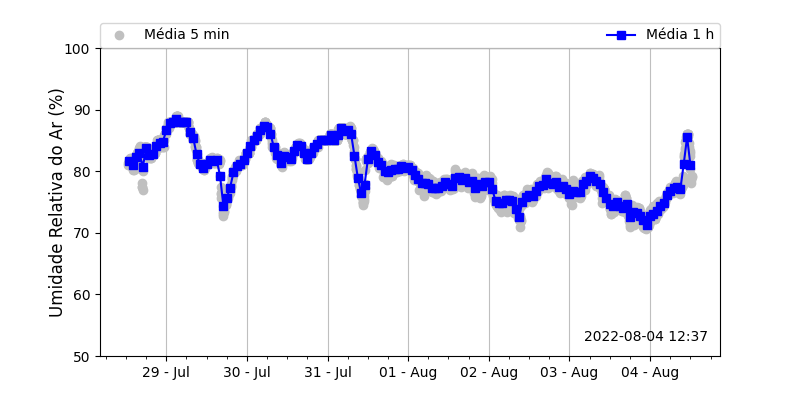 Média 5 min Média 1 h
Umidade Relativa do Ar (%)
100
90
80
70
60
50
2022-08-04 12:37
29 - Jul 30 - Jul 31 - Jul 01 - Aug 02 - Aug 03 - Aug 04 - Aug